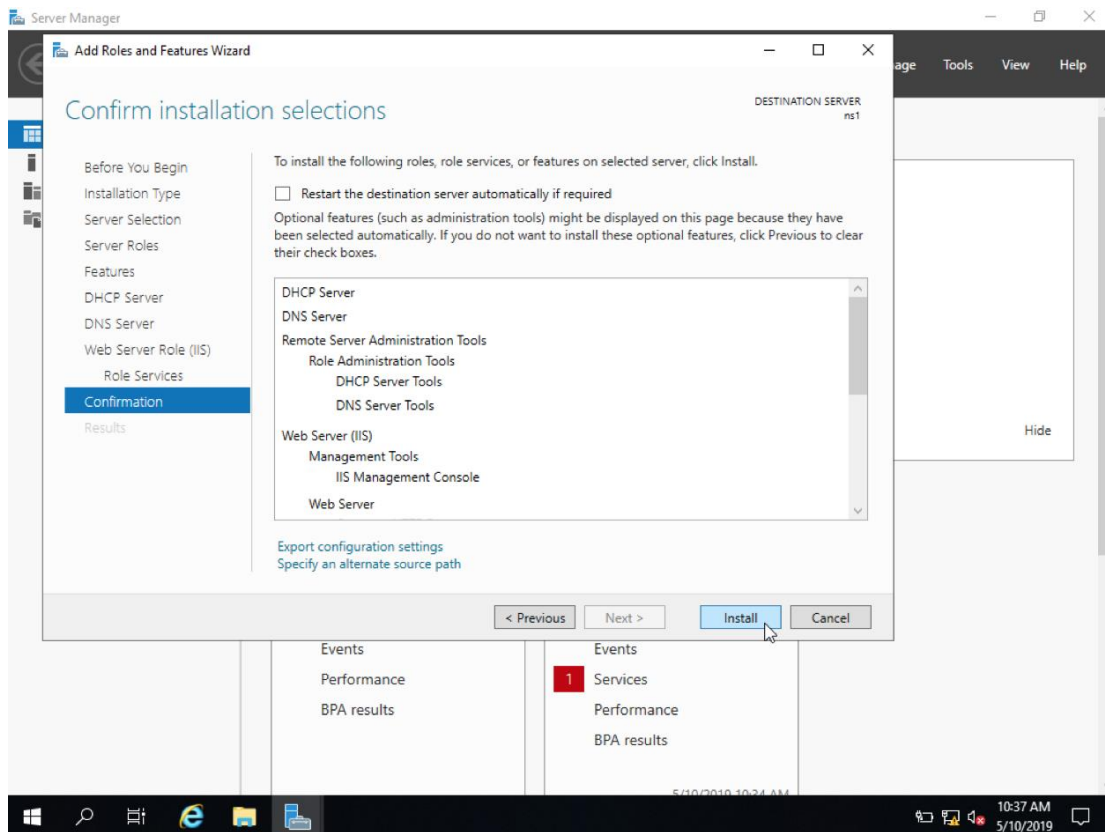 Server Manager
Add Roles and Features Wizard
age Tools View Help
Confirm installation selections
DESTINATION SERVER
ns1
Before You Begin
Installation Type
Server Selection
Server Roles
Features
DHCP Server
DNS Server
Web Server Role (IIS)
Role Services
Confirmation
Results
To install the following roles, role services, or features on selected server, click Install.
Restart the destination server automatically if required
Optional features (such as administration tools) might be displayed on this page because they have
been selected automatically. If you do not want to install these optional features, click Previous to clear
their check boxes.
DHCP Server
DNS Server
Remote Server Administration Tools
Role Administration Tools
DHCP Server Tools
DNS Server Tools
Web Server (IIS)
Management Tools
IIS Management Console
Web Server
Export configuration settings
Specify an alternate source path
Hide
< Previous Next > Install Cancel
Events
Performance
BPA results
Events
1 Services
Performance
BPA results
5/10/2019 10:34 AM
10:37 AM
5/10/2019